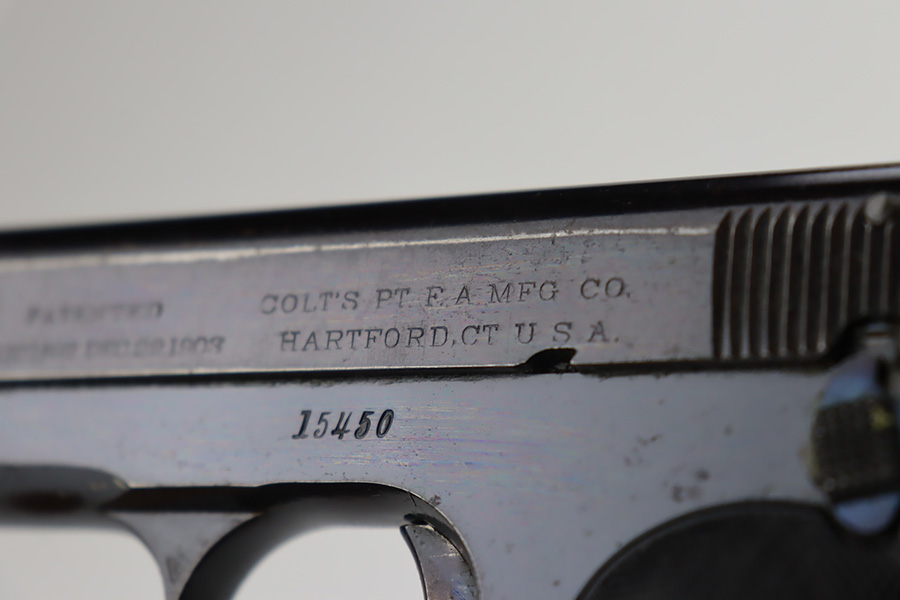 PATENTED
DEC.22.1903
COLT'S PT. F. A. MFG. CO.
HARTFORD, CT. U. S. A.
15450